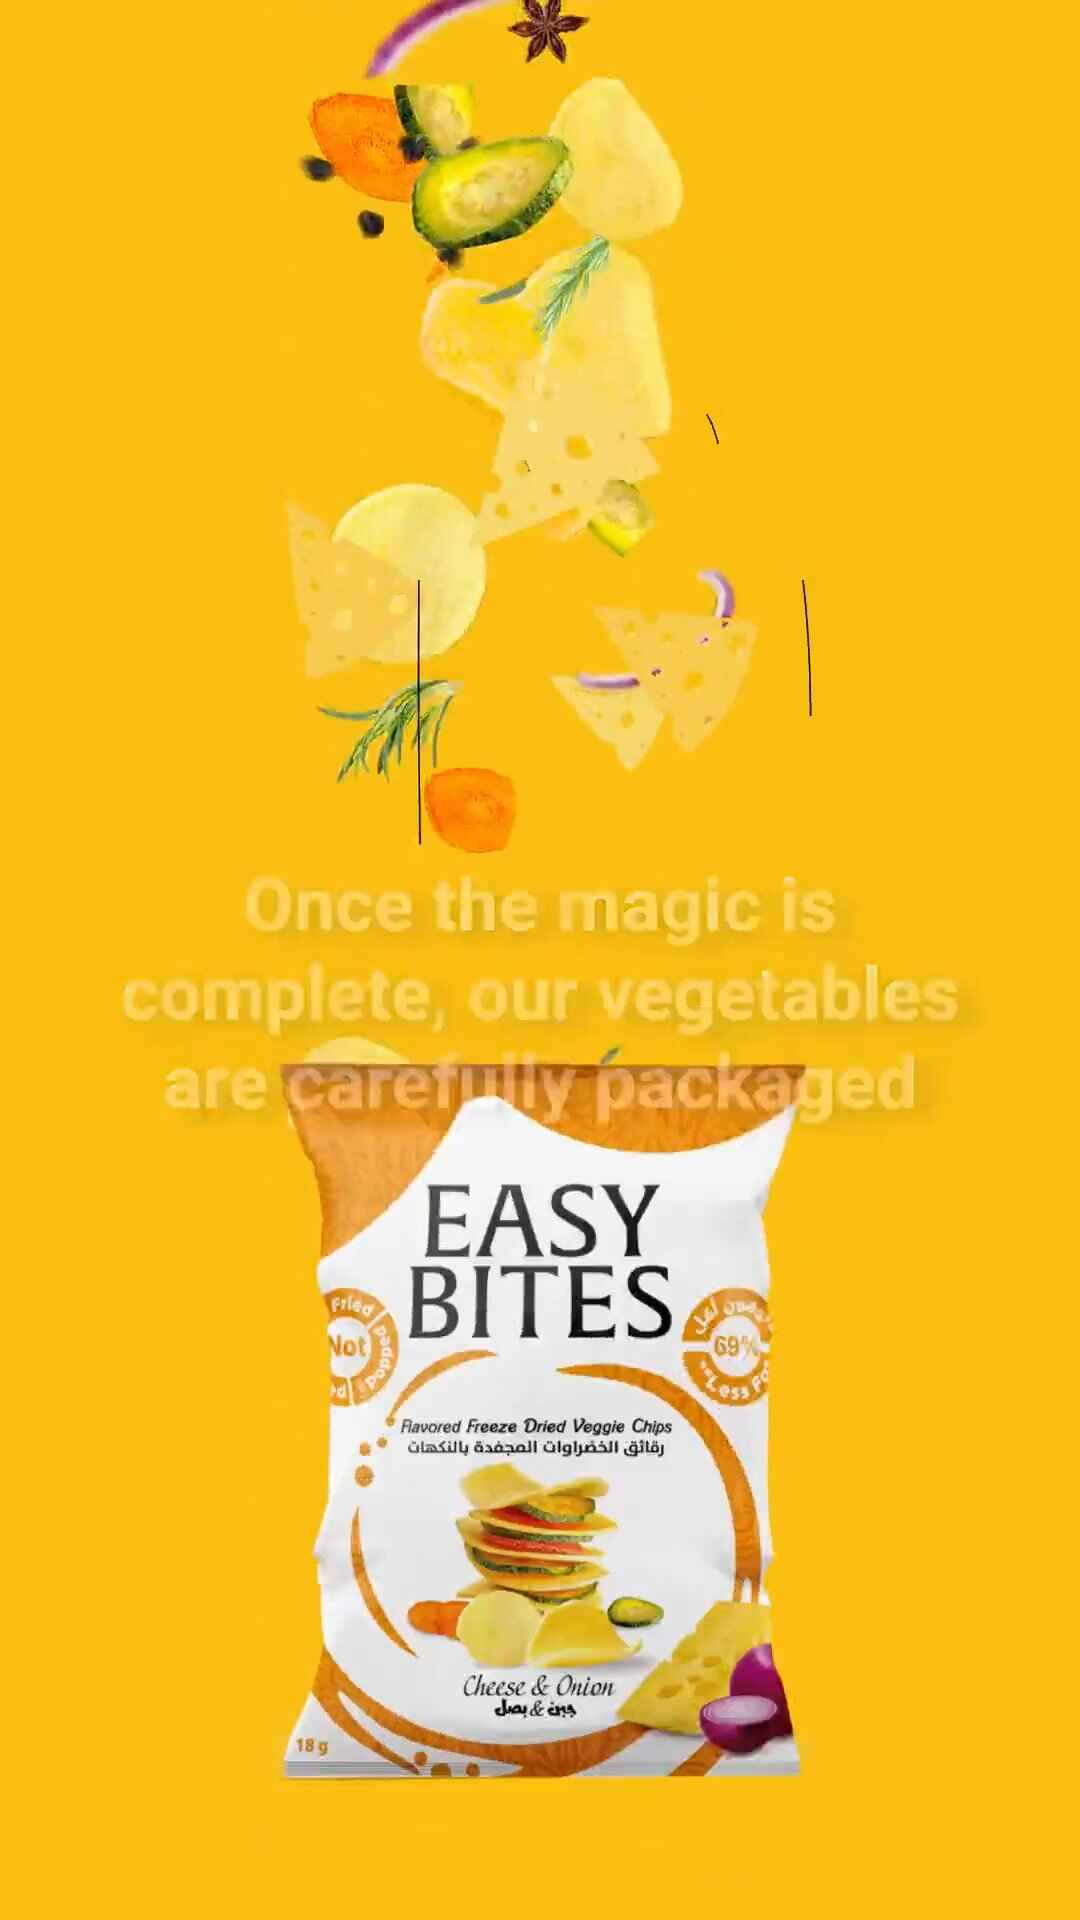 Once the magic is
complete, our vegetables
are carefully packaged
EASY
BITES
Fried
Not
Popped
69%
Less
Flavored Freeze Dried Veggie Chips
رقائق الخضراوات المجفدة بالنكهات
Cheese & Onion
جبن & بصل
18 g